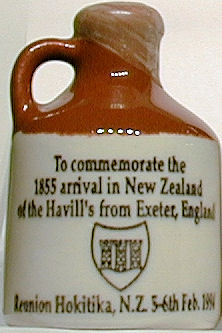 To commemorate the
1855 arrival in New Zealand
of the Havill's from Exeter, England
Reunion Hokitika, N.Z. 5-6th Feb.